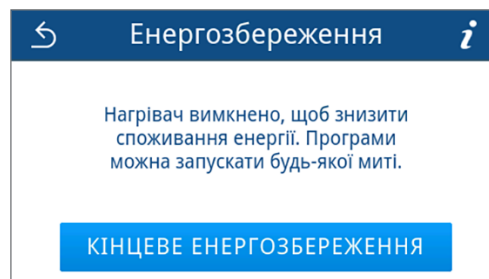 Енергозбереження
Нагрівач вимкнено, щоб знизити
споживання енергії. Програми
можна запускати будь-якої миті.
КІНЦЕВЕ ЕНЕРГОЗБЕРЕЖЕННЯ